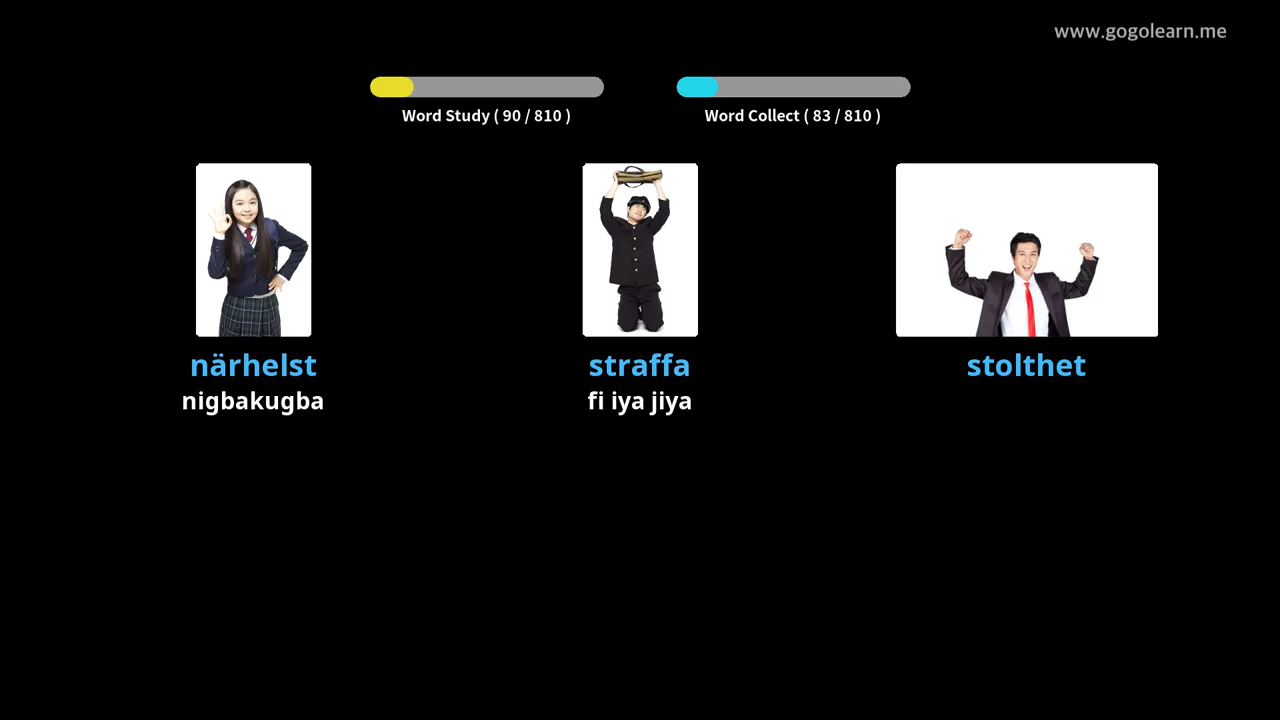 www.gogolearn.me
Word Study ( 90 / 810 )
Word Collect ( 83 / 810 )
närhelst
nigbakugba
straffa
fi iya jiya
stolthet